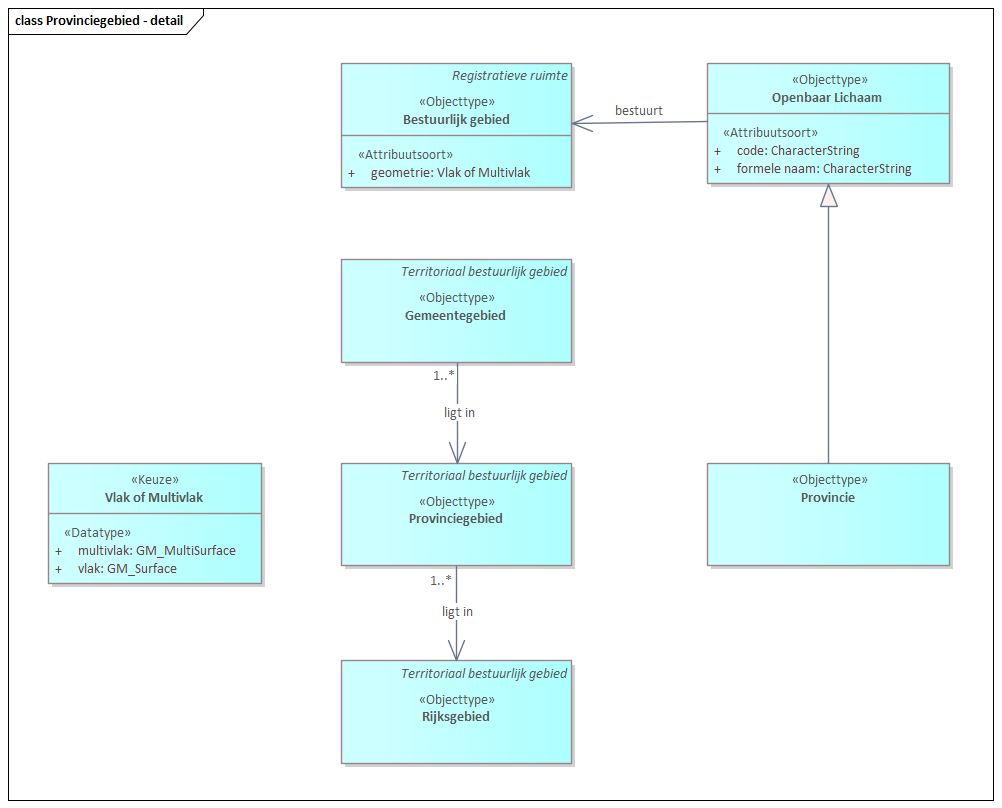 class Provinciegebied - detail
Registratieve ruimte
«Objecttype»
Bestuurlijk gebied
«Attribuutsoort»
+ geometrie: Vlak of Multivlak
bestuurt
«Objecttype»
Openbaar Lichaam
«Attribuutsoort»
+ code: CharacterString
+ formele naam: CharacterString
Territoriaal bestuurlijk gebied
«Objecttype»
Gemeentegebied
1..*
ligt in
«Keuze»
Vlak of Multivlak
«Datatype»
+ multivlak: GM_MultiSurface
+ vlak: GM_Surface
Territoriaal bestuurlijk gebied
«Objecttype»
Provinciegebied
«Objecttype»
Provincie
1..*
ligt in
Territoriaal bestuurlijk gebied
«Objecttype»
Rijksgebied